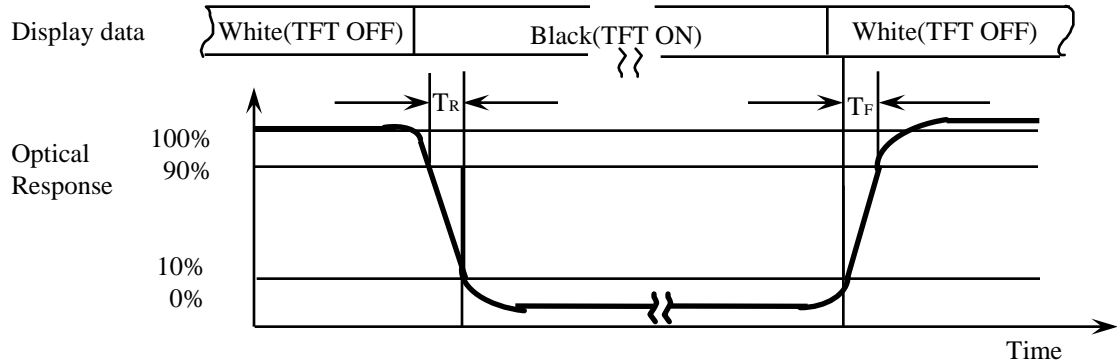 Display data
White(TFT OFF)
Black(TFT ON)
White(TFT OFF)
TR
TF
100%
Optical
Response
90%
10%
0%
Time